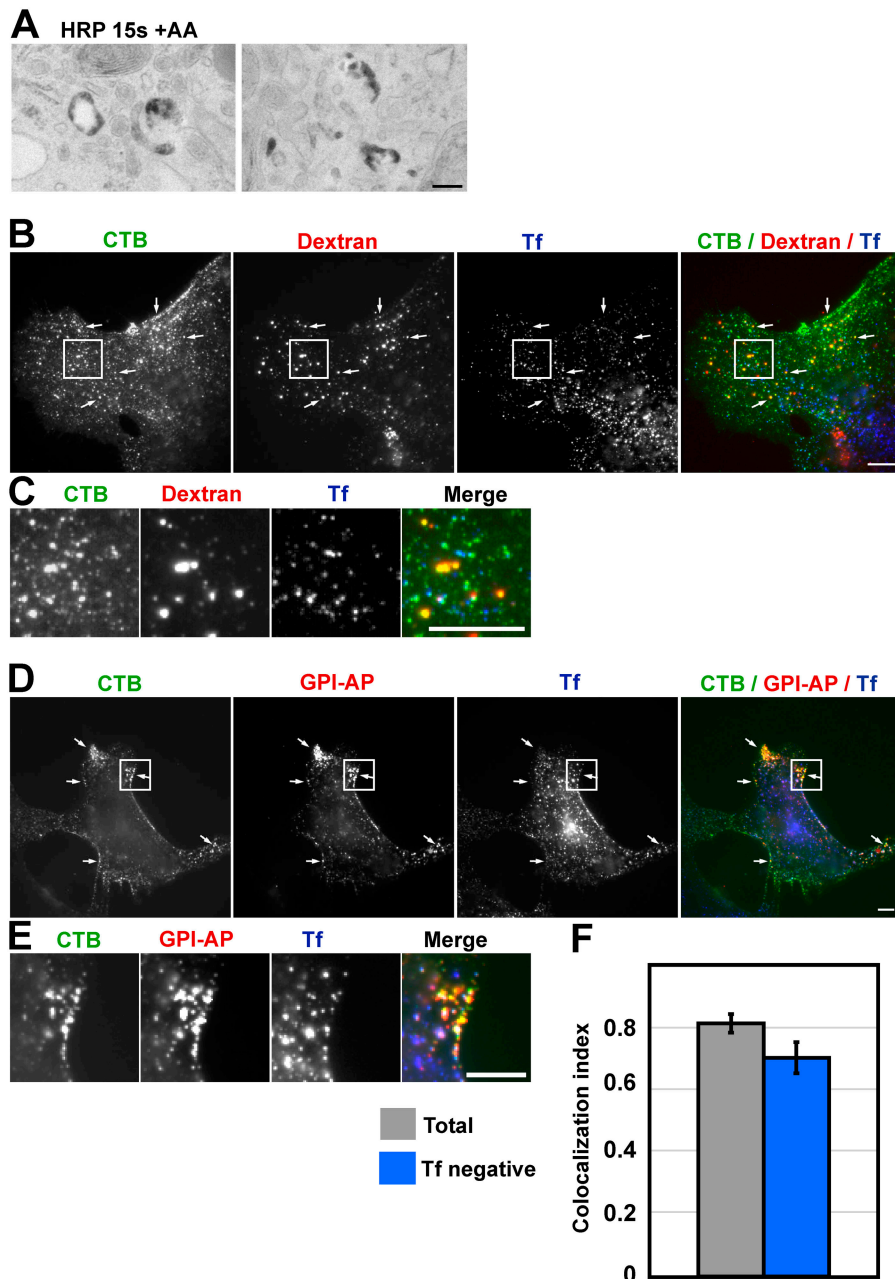 A HRP 15s +AA
B CTB Dextran Tf CTB / Dextran / Tf
C CTB Dextran Tf Merge
D CTB GPI-AP Tf CTB / GPI-AP / Tf
E CTB GPI-AP Tf Merge
F
Total
Tf negative
Colocalization index
0.8
0.6
0.4
0.2
0